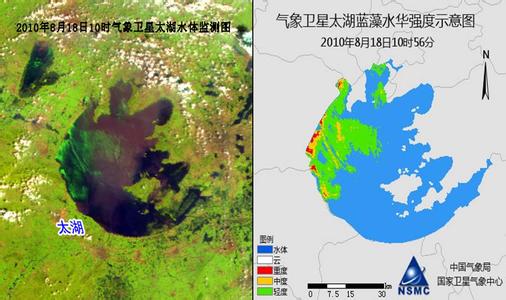 2010年8月18日10时气象卫星太湖水体监测图
太湖
气象卫星太湖蓝藻水华强度示意图
2010年8月18日10时56分
N
图例
水体
云
重度
中度
轻度
0 7.5 15 30
km
NSMC
中国气象局
国家卫星气象中心